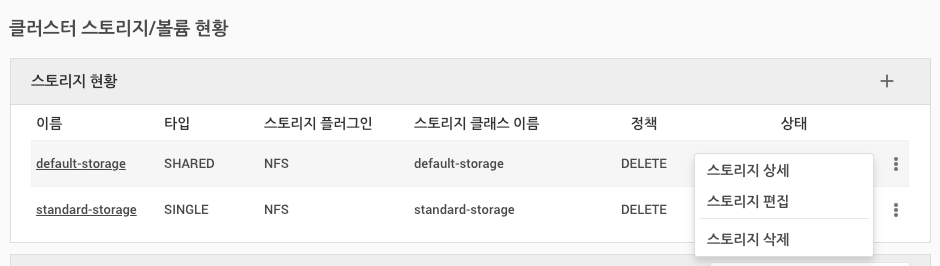 클러스터 스토리지/볼륨 현황
스토리지 현황
이름 타입 스토리지 플러그인 스토리지 클래스 이름 정책 상태
default-storage SHARED NFS default-storage DELETE
스토리지 상세
스토리지 편집
standard-storage SINGLE NFS standard-storage DELETE
스토리지 삭제